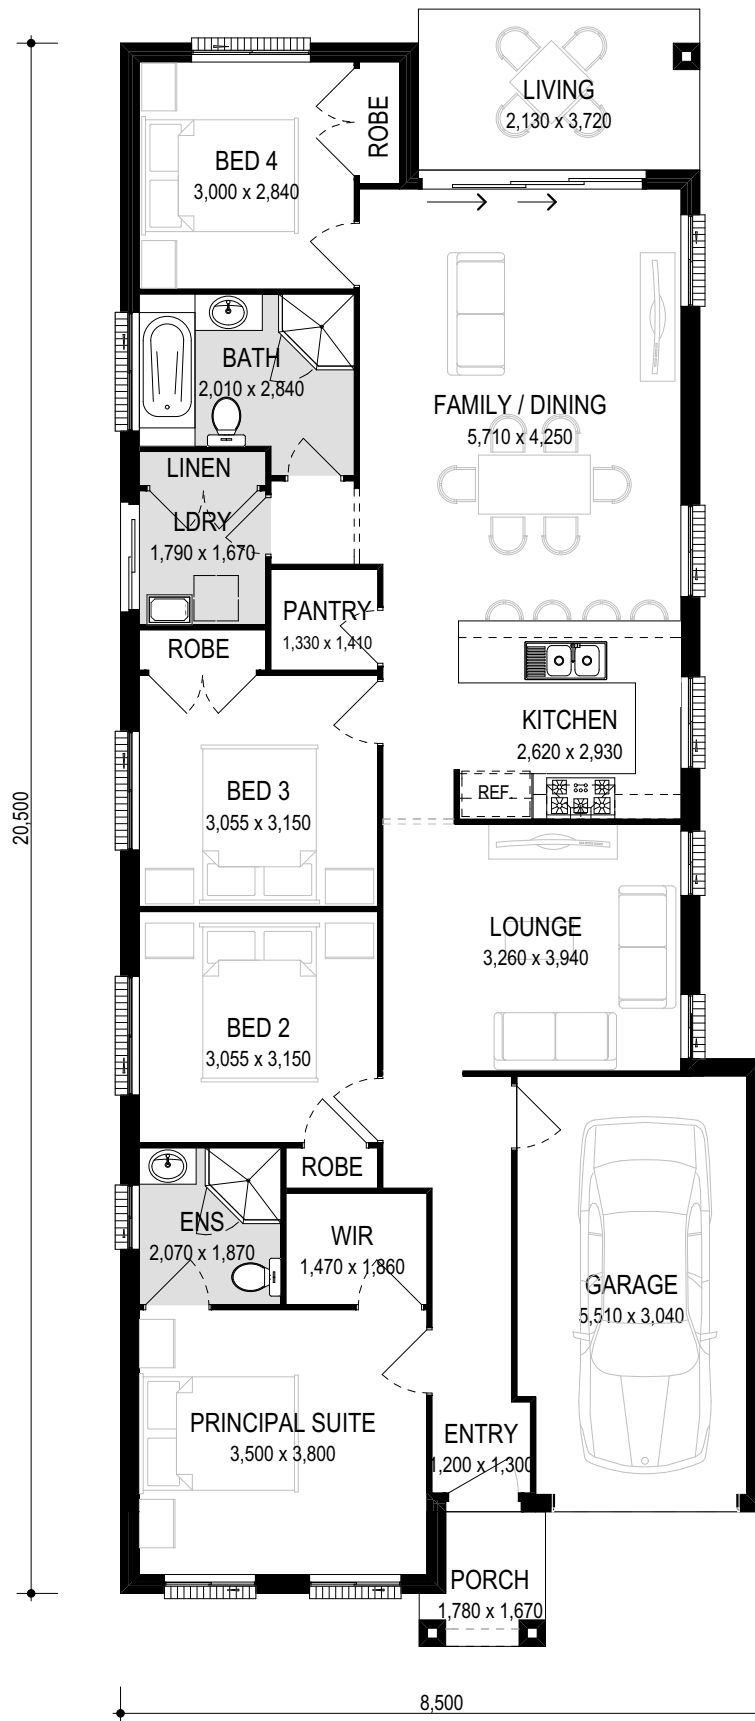 LIVING
2,130 x 3,720
ROBE
BED 4
3,000 x 2,840
BATH
2,010 x 2,840
FAMILY / DINING
5,710 x 4,250
LINEN
LDRY
1,790 x 1,670
PANTRY
1,330 x 1,410
ROBE
KITCHEN
2,620 x 2,930
REF.
BED 3
3,055 x 3,150
20,500
LOUNGE
3,260 x 3,940
BED 2
3,055 x 3,150
ROBE
ENS
2,070 x 1,870
WIR
1,470 x 1,860
GARAGE
5,510 x 3,040
PRINCIPAL SUITE
3,500 x 3,800
ENTRY
1,200 x 1,300
PORCH
1,780 x 1,670
8,500